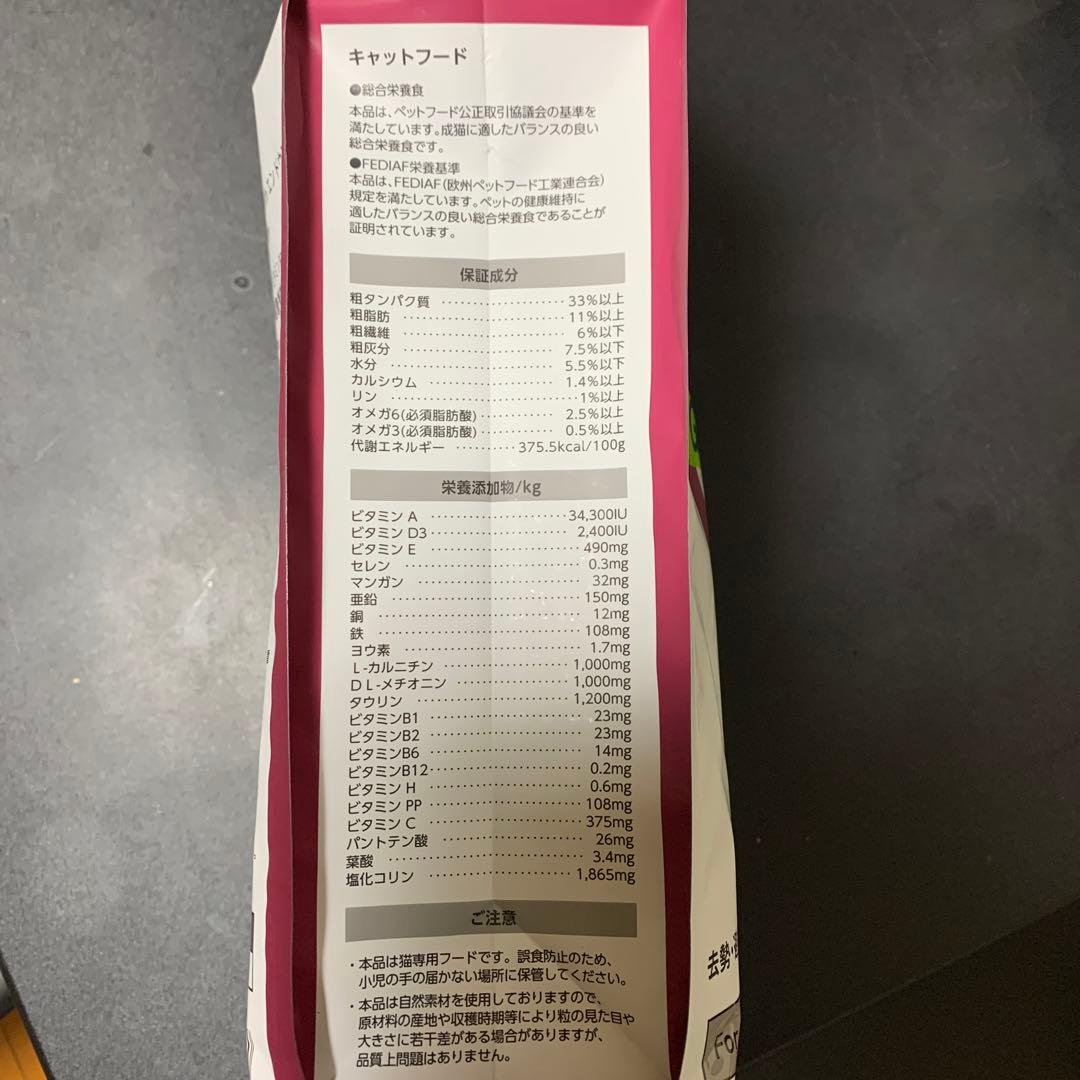 キャットフード
●総合栄養食
本品は、ペットフード公正取引協議会の基準を
満たしています。成猫に適したバランスの良い
総合栄養食です。
●FEDIAF栄養基準
本品は、FEDIAF(欧州ペットフード工業連合会)
規定を満たしています。ペットの健康維持に
適したバランスの良い総合栄養食であることが
証明されています。
保証成分
粗タンパク質 ···················· 33%以上
粗脂肪 ·························· 11%以上
粗繊維 ···························· 6%以下
粗灰分 ························ 7.5%以下
水分 ·························· 5.5%以下
カルシウム ···················· 1.4%以上
リン ······························ 1%以上
オメガ6(必須脂肪酸) ············ 2.5%以上
オメガ3(必須脂肪酸) ············ 0.5%以上
代謝エネルギー ·········· 375.5kcal/100g
栄養添加物/kg
ビタミン A ······················ 34,300IU
ビタミン D3 ······················ 2,400IU
ビタミン E ························ 490mg
セレン ···························· 0.3mg
マンガン ·························· 32mg
亜鉛 ······························ 150mg
銅 ································ 12mg
鉄 ································ 108mg
ヨウ素 ···························· 1.7mg
L-カルニチン ···················· 1,000mg
DL-メチオニン ·················· 1,000mg
タウリン ························ 1,200mg
ビタミンB1 ························ 23mg
ビタミンB2 ························ 23mg
ビタミンB6 ························ 14mg
ビタミンB12 ······················ 0.2mg
ビタミン H ························ 0.6mg
ビタミン PP ······················ 108mg
ビタミン C ························ 375mg
パントテン酸 ······················ 26mg
葉酸 ······························ 3.4mg
塩化コリン ······················ 1,865mg
ご注意
・本品は猫専用フードです。誤食防止のため、
小児の手の届かない場所に保管してください。
・本品は自然素材を使用しておりますので、
原材料の産地や収穫時期等により粒の見た目や
大きさに若干差がある場合がありますが、
品質上問題はありません。
去勢・
For